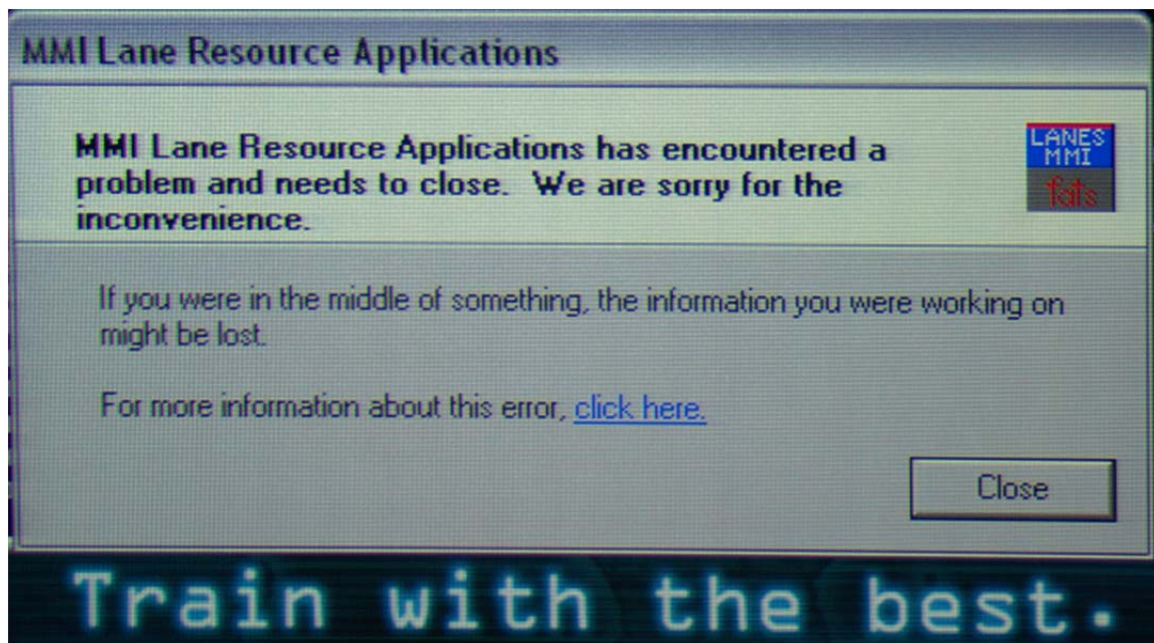 MMI Lane Resource Applications
MMI Lane Resource Applications has encountered a
problem and needs to close. We are sorry for the
inconvenience.
LANES
MMI
fats
If you were in the middle of something, the information you were working on
might be lost.
For more information about this error, click here.
Close
Train with the best.